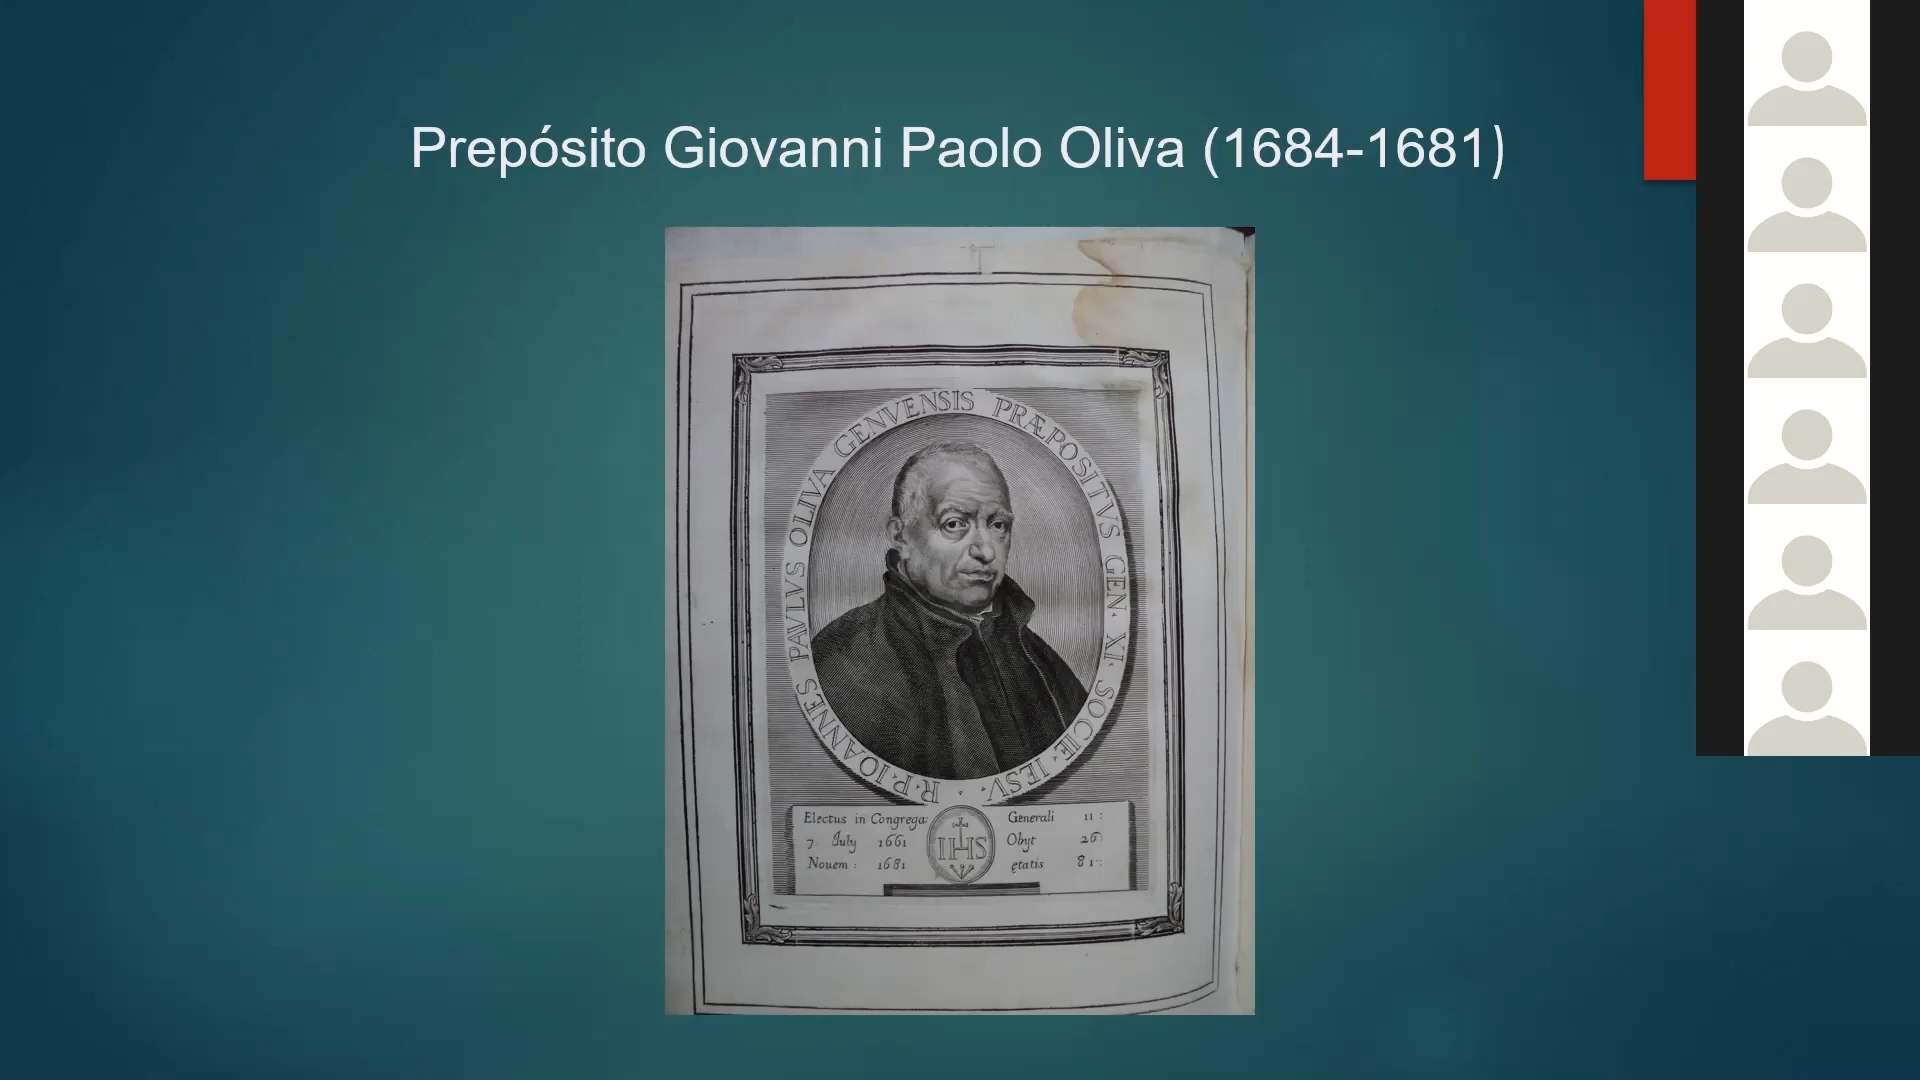 Prepósito Giovanni Paolo Oliva (1684-1681)
R·P·IOANNES PAVLVS OLIVA GENVENSIS PRÆPOSITVS GEN· XI· SOCIE· IESV·
Electus in Congrega: Generali 11:
7 July 1661 Obyt 26
IHS
Nouem: 1681 ętatis 81